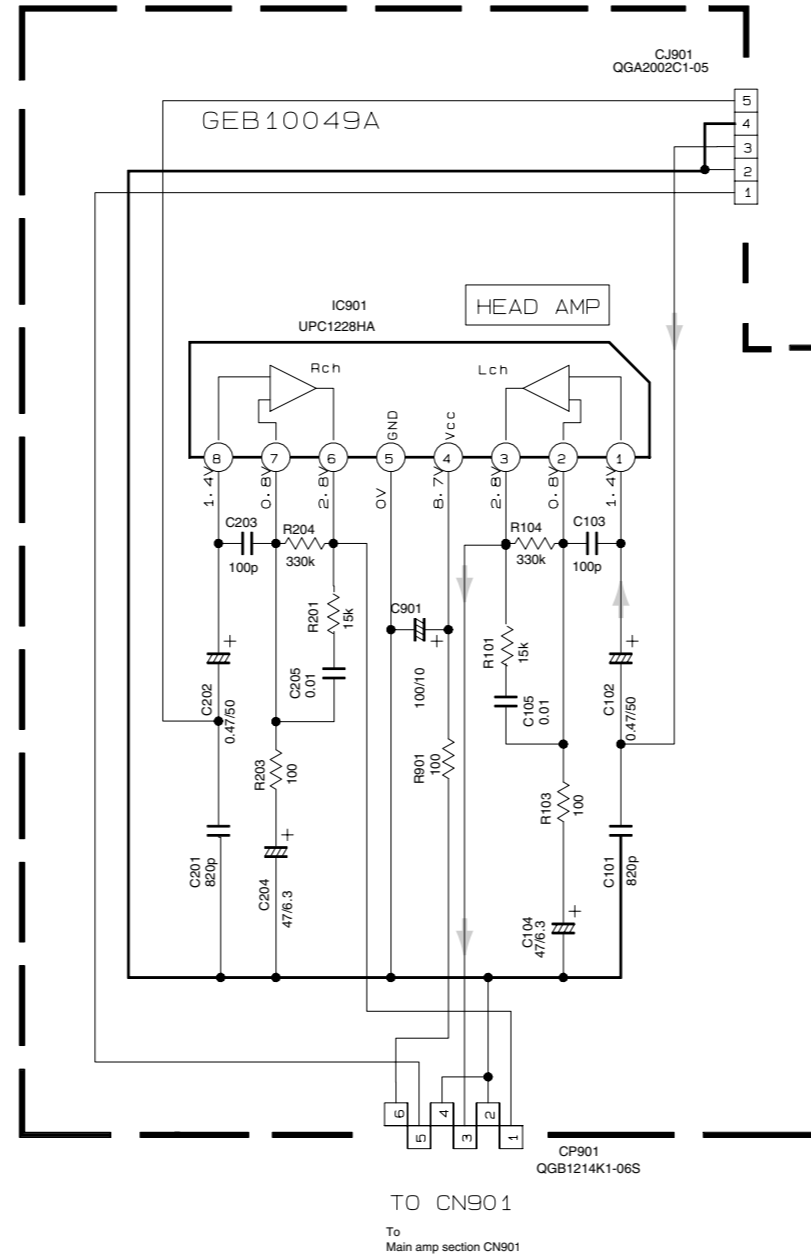 CJ901
QGA2002C1-05
5
4
3
2
1
GEB10049A
IC901
UPC1228HA
HEAD AMP
Rch
Lch
GND
Vcc
8
7
6
5
4
3
2
1
1.4V
0.8V
2.8V
0V
8.7V
2.8V
0.8V
1.4V
C203
100p
R204
330k
R104
330k
C103
100p
R201
15k
C205
0.01
C901
100/10
R101
15k
C105
0.01
C202
0.47/50
C102
0.47/50
R203
100
R901
100
R103
100
C201
820p
C204
47/6.3
C104
47/6.3
C101
820p
+
+
+
+
+
6
5
4
3
2
1
CP901
QGB1214K1-06S
TO CN901
To
Main amp section CN901